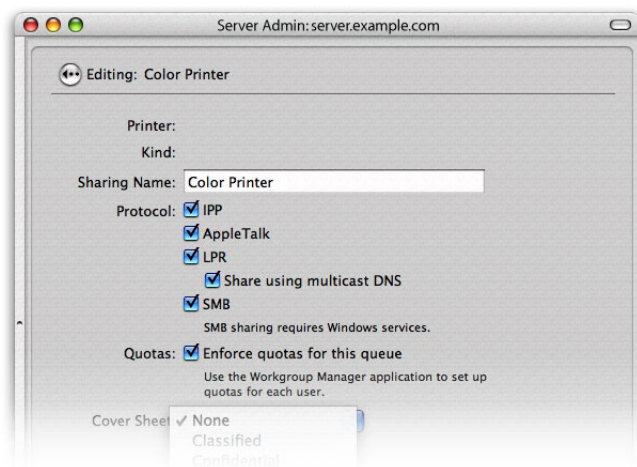 Server Admin: server.example.com
Editing: Color Printer
Printer:
Kind:
Sharing Name: Color Printer
Protocol: IPP
AppleTalk
LPR
Share using multicast DNS
SMB
SMB sharing requires Windows services.
Quotas: Enforce quotas for this queue
Use the Workgroup Manager application to set up
quotas for each user.
Cover Sheet None
Classified
Confidential